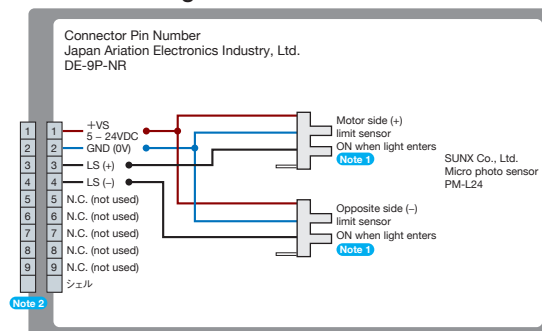 Connector Pin Number
Japan Ariation Electronics Industry, Ltd.
DE-9P-NR
1 1 +VS
5 – 24VDC
2 2 GND (0V)
3 3 LS (+)
4 4 LS (–)
5 5 N.C. (not used)
6 6 N.C. (not used)
7 7 N.C. (not used)
8 8 N.C. (not used)
9 9 N.C. (not used)
シェル
Note 2
Motor side (+)
limit sensor
ON when light enters
Note 1
Opposite side (–)
limit sensor
ON when light enters
Note 1
SUNX Co., Ltd.
Micro photo sensor
PM-L24